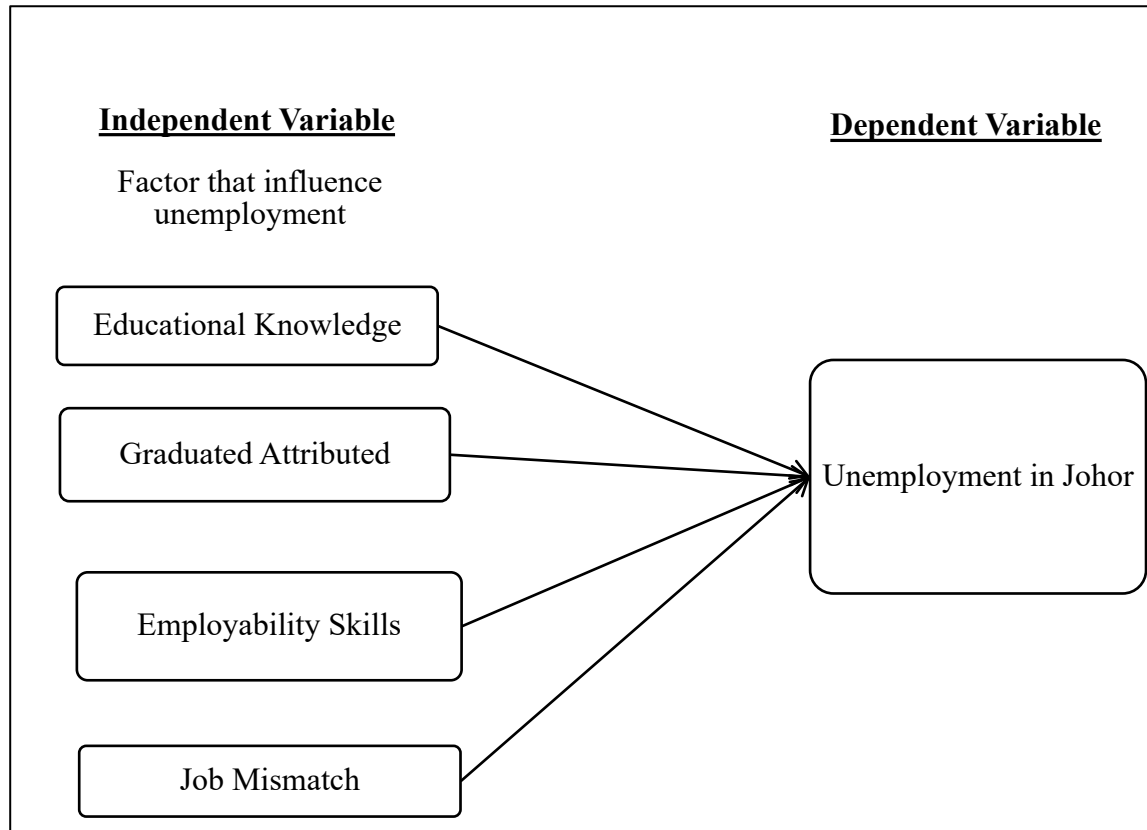 Independent Variable
Factor that influence
unemployment
Educational Knowledge
Graduated Attributed
Employability Skills
Job Mismatch
Dependent Variable
Unemployment in Johor